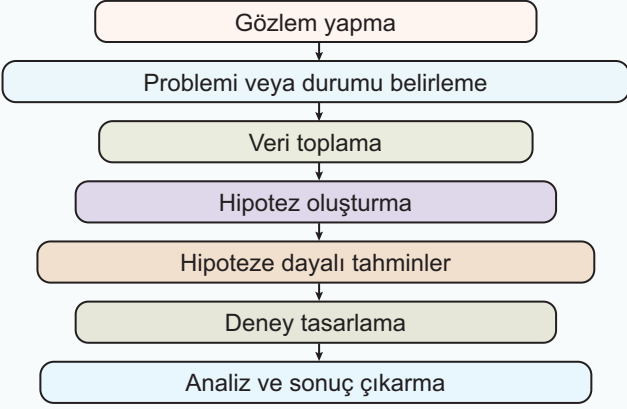 Gözlem yapma
Problemi veya durumu belirleme
Veri toplama
Hipotez oluşturma
Hipoteze dayalı tahminler
Deney tasarlama
Analiz ve sonuç çıkarma